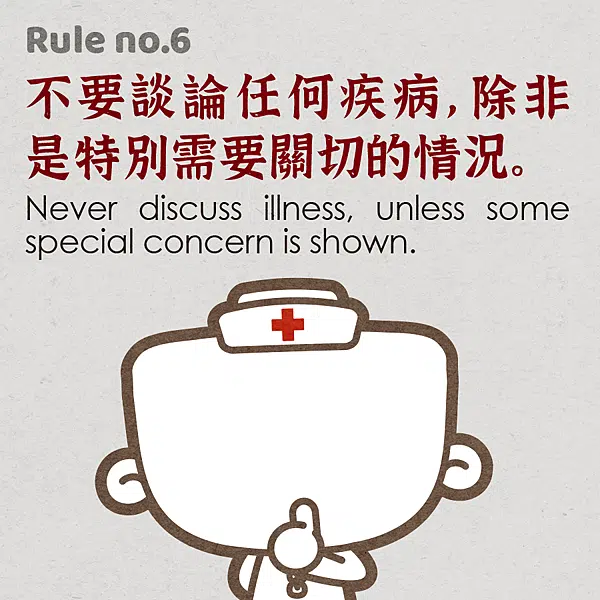 Rule no.6
不要談論任何疾病，除非
是特別需要關切的情況。
Never discuss illness, unless some
special concern is shown.